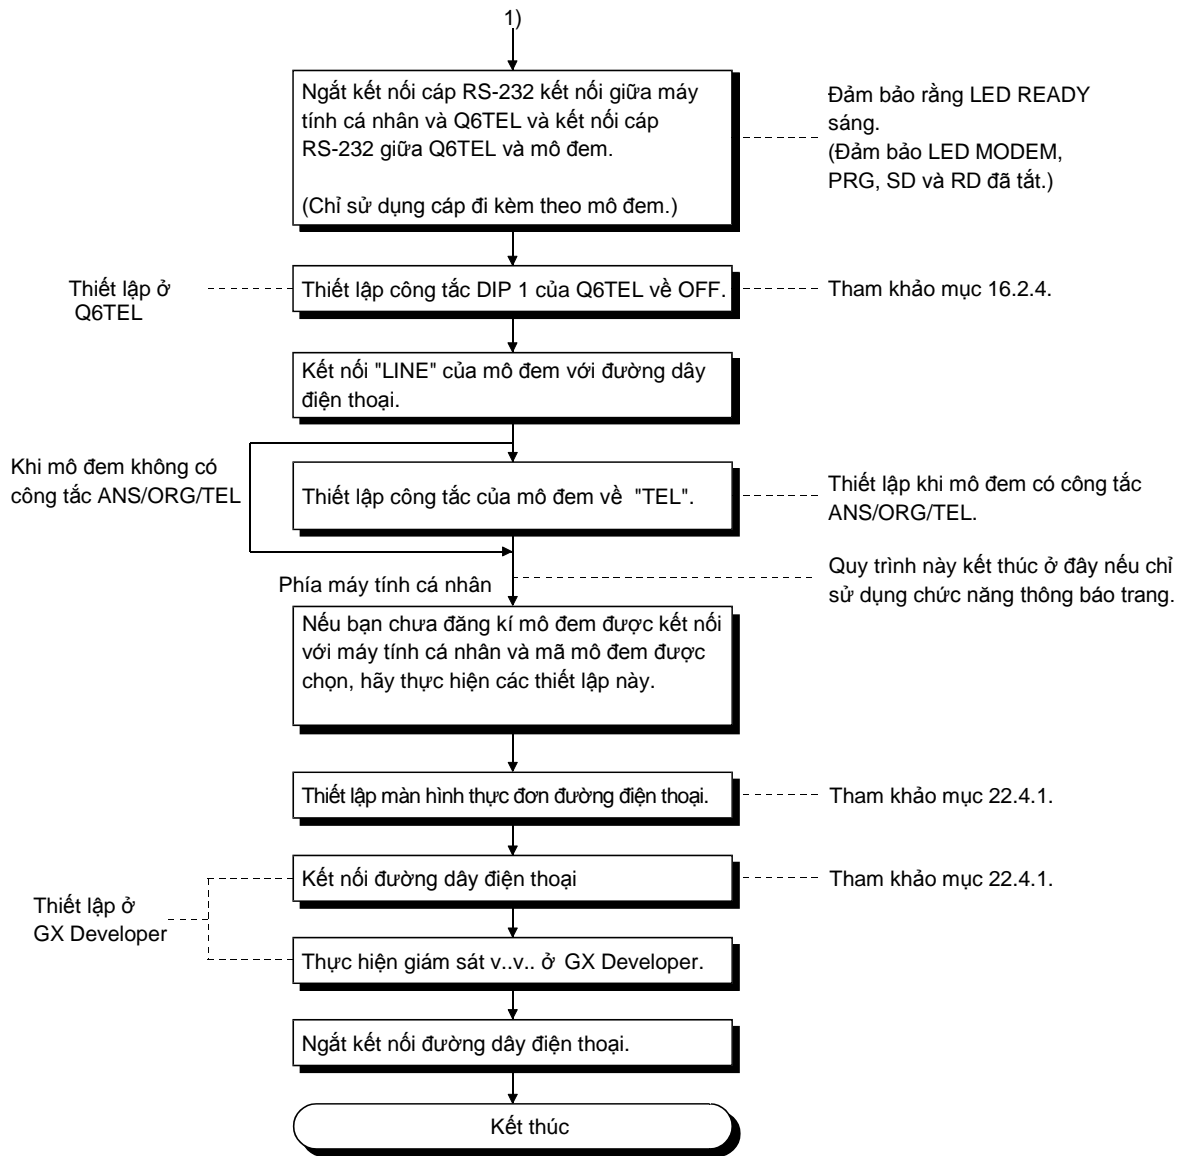 1)
Ngắt kết nối cáp RS-232 kết nối giữa máy
tính cá nhân và Q6TEL và kết nối cáp
RS-232 giữa Q6TEL và mô đem.
(Chỉ sử dụng cáp đi kèm theo mô đem.)
Đảm bảo rằng LED READY
sáng.
(Đảm bảo LED MODEM,
PRG, SD và RD đã tắt.)
Thiết lập ở
Q6TEL
Thiết lập công tắc DIP 1 của Q6TEL về OFF.
Tham khảo mục 16.2.4.
Kết nối "LINE" của mô đem với đường dây
điện thoại.
Khi mô đem không có
công tắc ANS/ORG/TEL
Thiết lập công tắc của mô đem về "TEL".
Thiết lập khi mô đem có công tắc
ANS/ORG/TEL.
Quy trình này kết thúc ở đây nếu chỉ
sử dụng chức năng thông báo trang.
Phía máy tính cá nhân
Nếu bạn chưa đăng kí mô đem được kết nối
với máy tính cá nhân và mã mô đem được
chọn, hãy thực hiện các thiết lập này.
Thiết lập màn hình thực đơn đường điện thoại.
Tham khảo mục 22.4.1.
Kết nối đường dây điện thoại
Tham khảo mục 22.4.1.
Thiết lập ở
GX Developer
Thực hiện giám sát v..v.. ở GX Developer.
Ngắt kết nối đường dây điện thoại.
Kết thúc